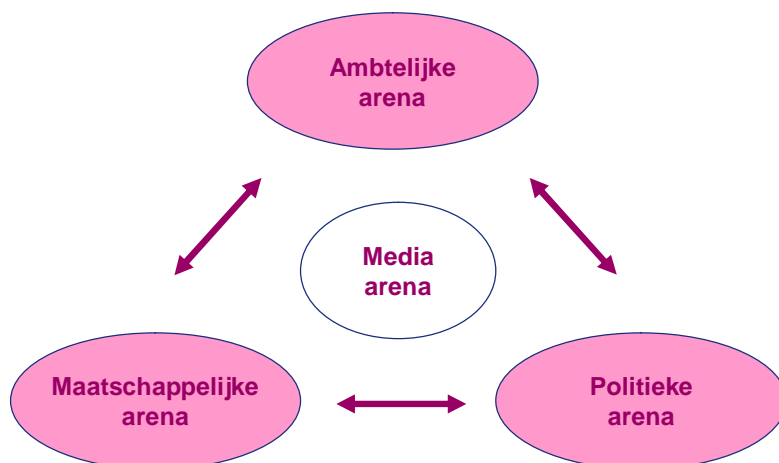 Ambtelijke
arena
Media
arena
Maatschappelijke
arena
Politieke
arena